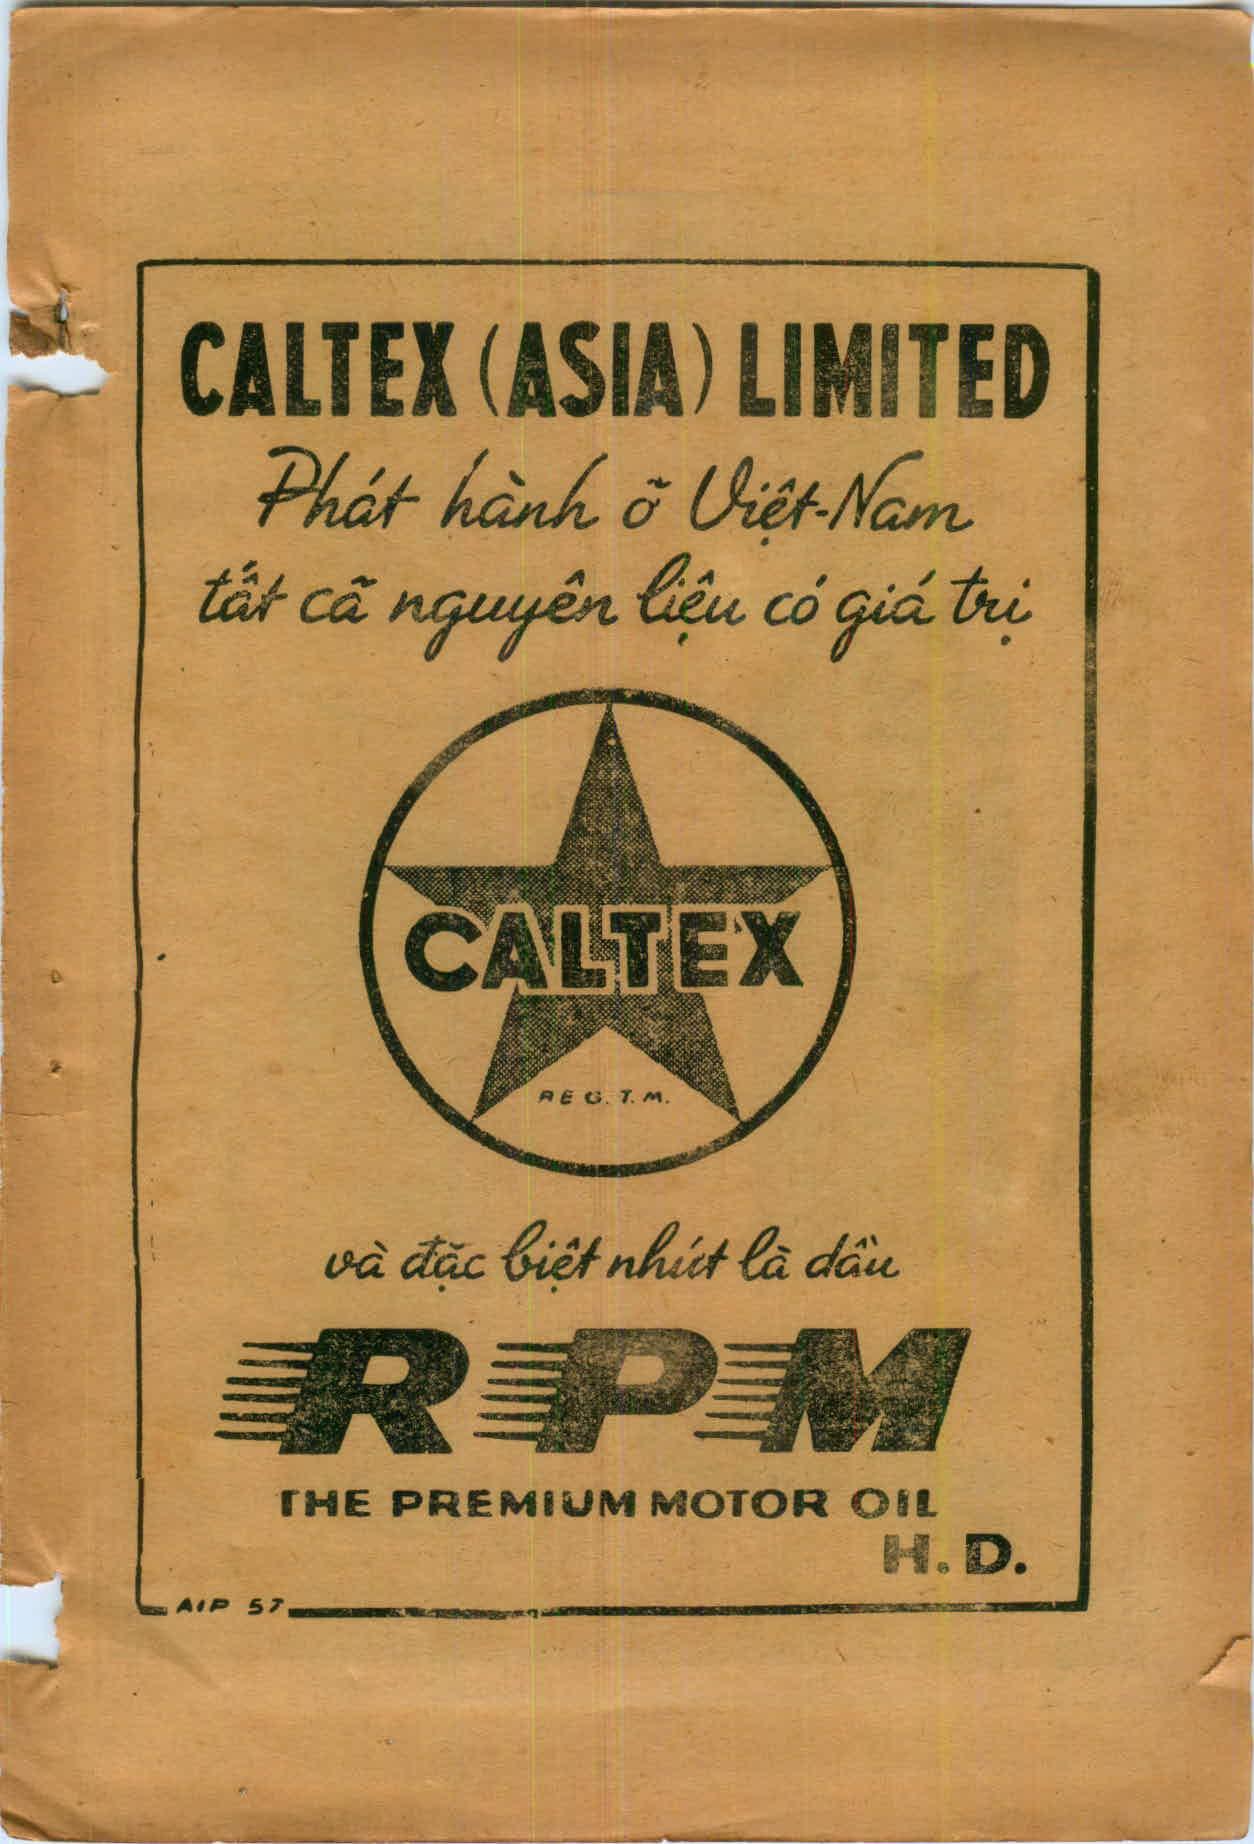 CALTEX (ASIA) LIMITED
Phát hành ở Việt-Nam
tất cã nguyên liệu có giá trị
CALTEX
REG. T. M.
và đặc biệt nhứt là dầu
RPM
THE PREMIUM MOTOR OIL
H. D.
AIP 57